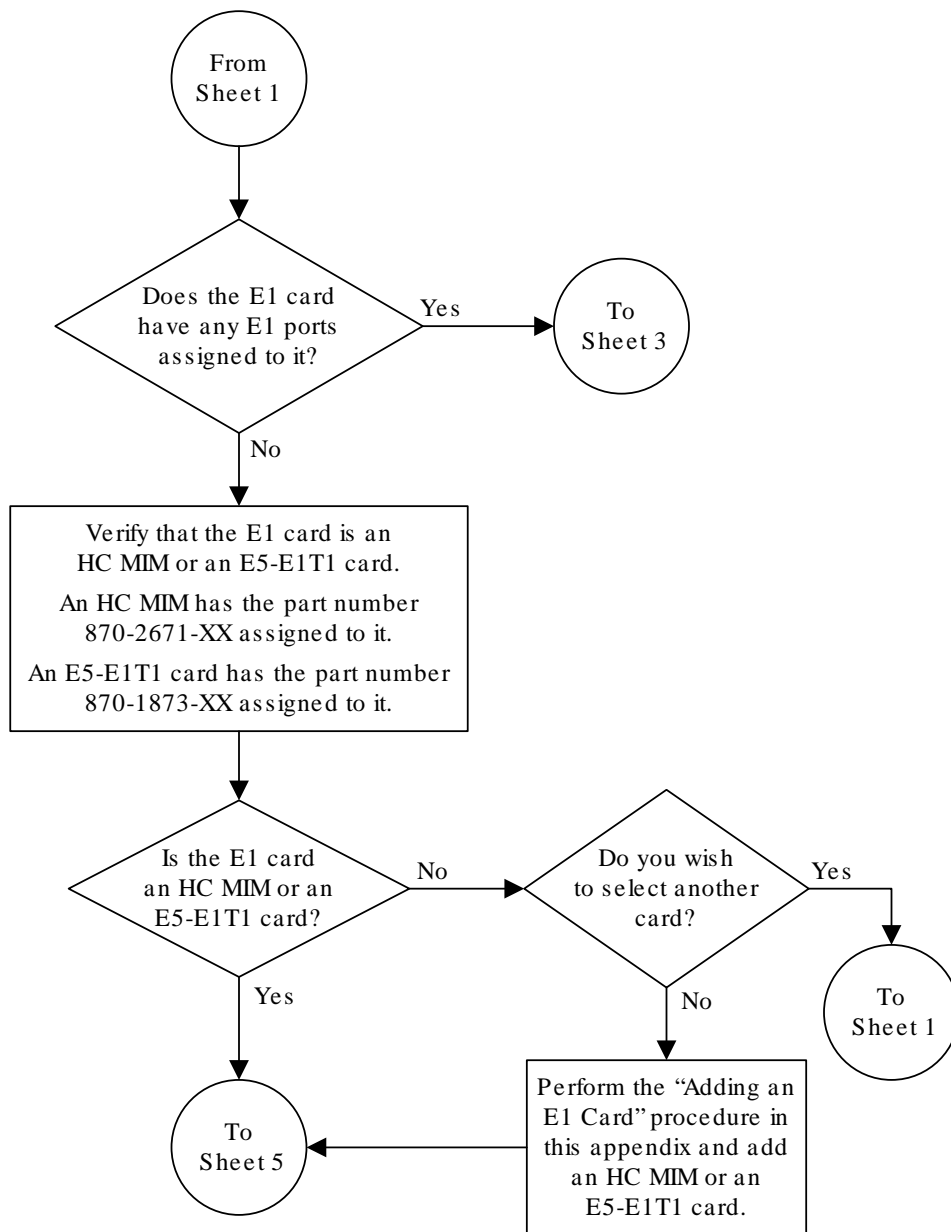 From
Sheet 1
Does the E1 card
have any E1 ports
assigned to it?
Yes
To
Sheet 3
No
Verify that the E1 card is an
HC MIM or an E5-E1T1 card.
An HC MIM has the part number
870-2671-XX assigned to it.
An E5-E1T1 card has the part number
870-1873-XX assigned to it.
Is the E1 card
an HC MIM or an
E5-E1T1 card?
No
Do you wish
to select another
card?
Yes
To
Sheet 1
Yes
No
To
Sheet 5
Perform the “Adding an
E1 Card” procedure in
this appendix and add
an HC MIM or an
E5-E1T1 card.